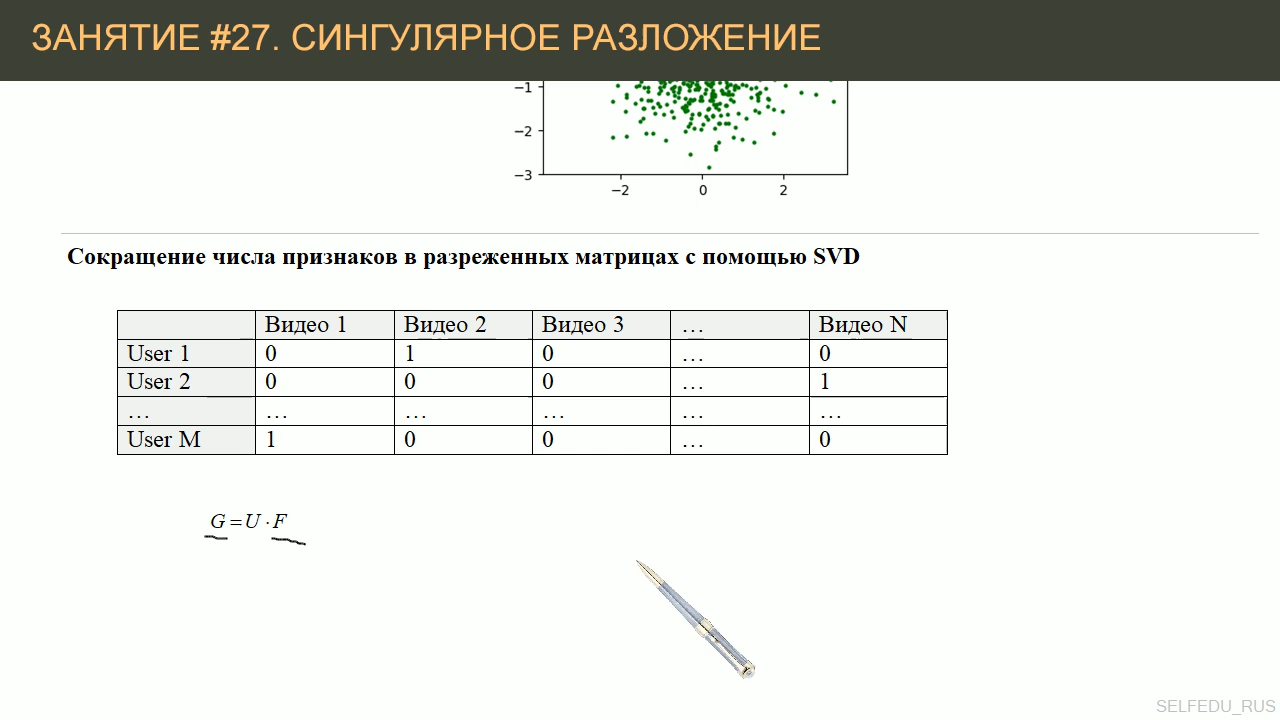 ЗАНЯТИЕ #27. СИНГУЛЯРНОЕ РАЗЛОЖЕНИЕ
−1
−2
−3
−2 0 2
Сокращение числа признаков в разреженных матрицах с помощью SVD
Видео 1 Видео 2 Видео 3 … Видео N
User 1 0 1 0 … 0
User 2 0 0 0 … 1
… … … … … …
User M 1 0 0 … 0
G = U · F
SELFEDU_RUS